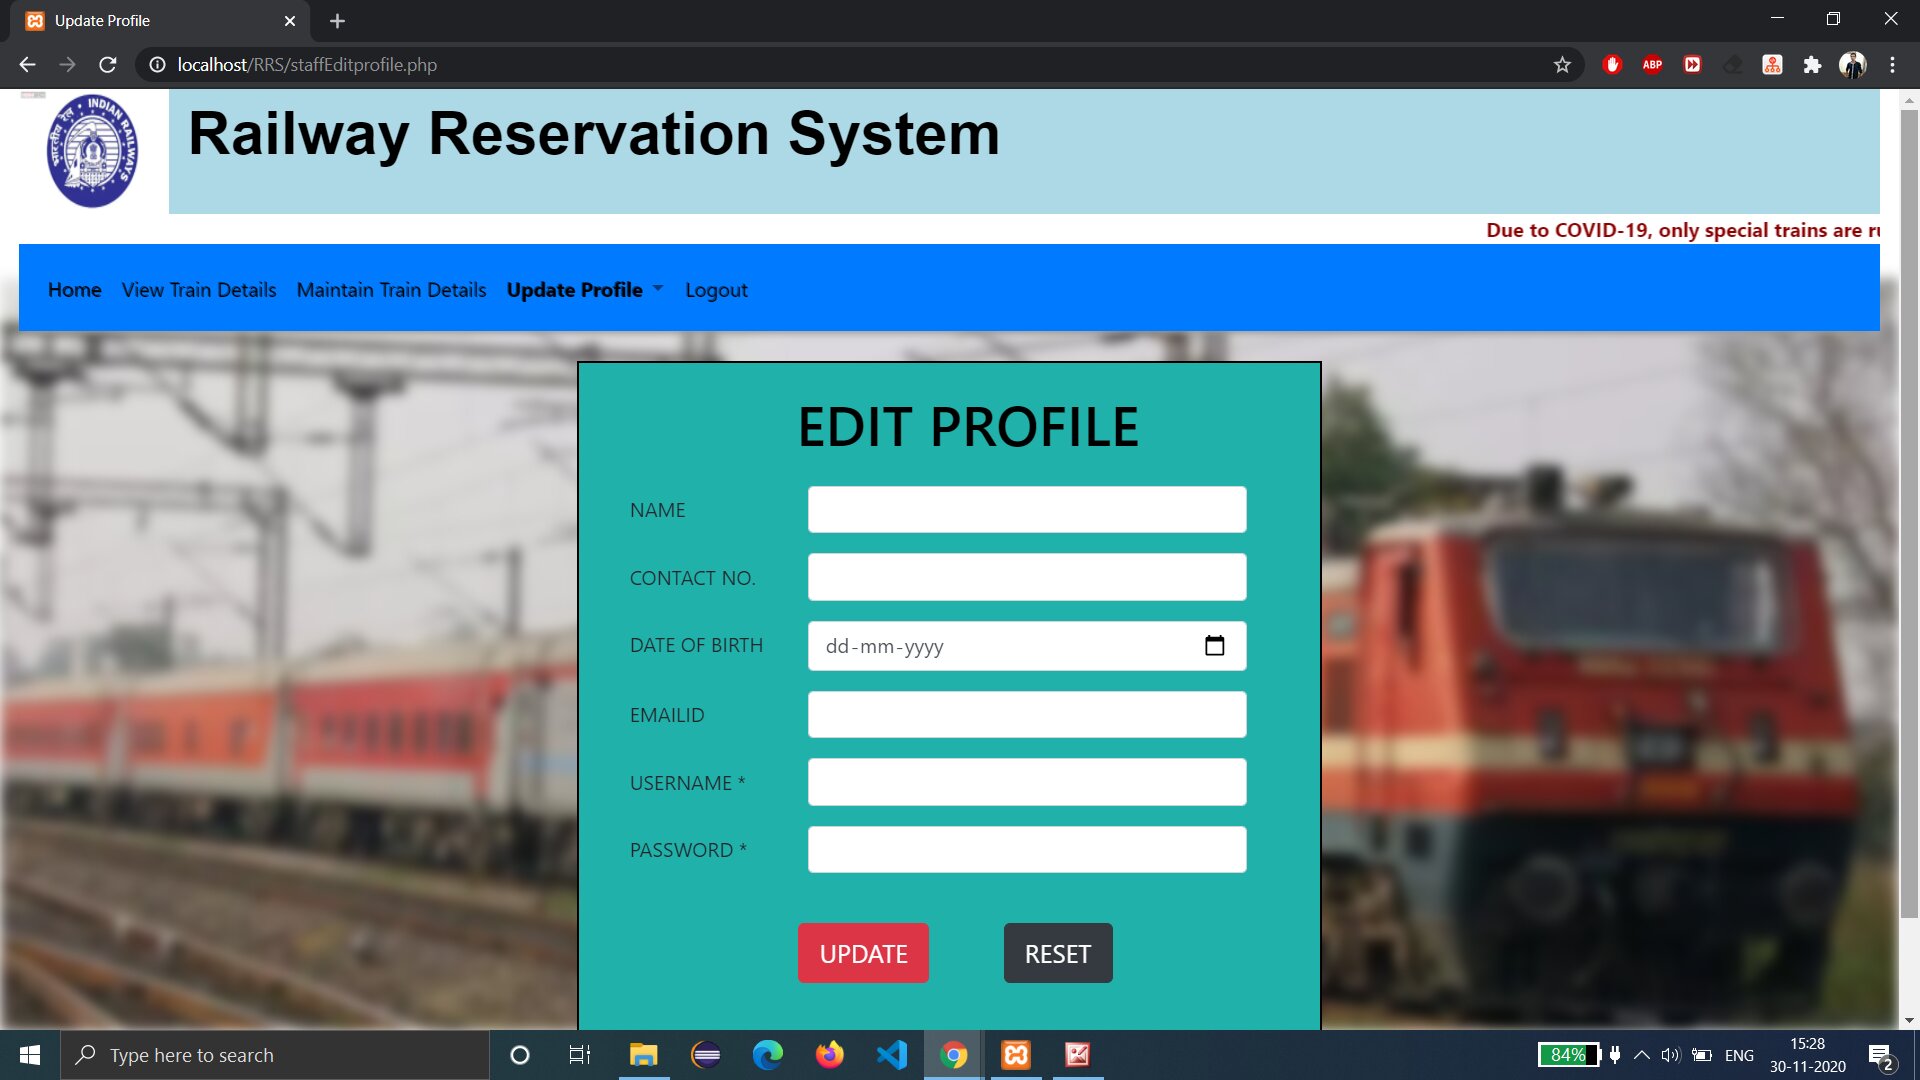 Update Profile
localhost/RRS/staffEditprofile.php
ABP
INDIAN RAILWAYS
भारतीय रेल
Railway Reservation System
Due to COVID-19, only special trains are ru
Home View Train Details Maintain Train Details Update Profile Logout
EDIT PROFILE
NAME
CONTACT NO.
DATE OF BIRTH dd-mm-yyyy
EMAILID
USERNAME *
PASSWORD *
UPDATE RESET
Type here to search
84%
ENG
15:28
30-11-2020
2